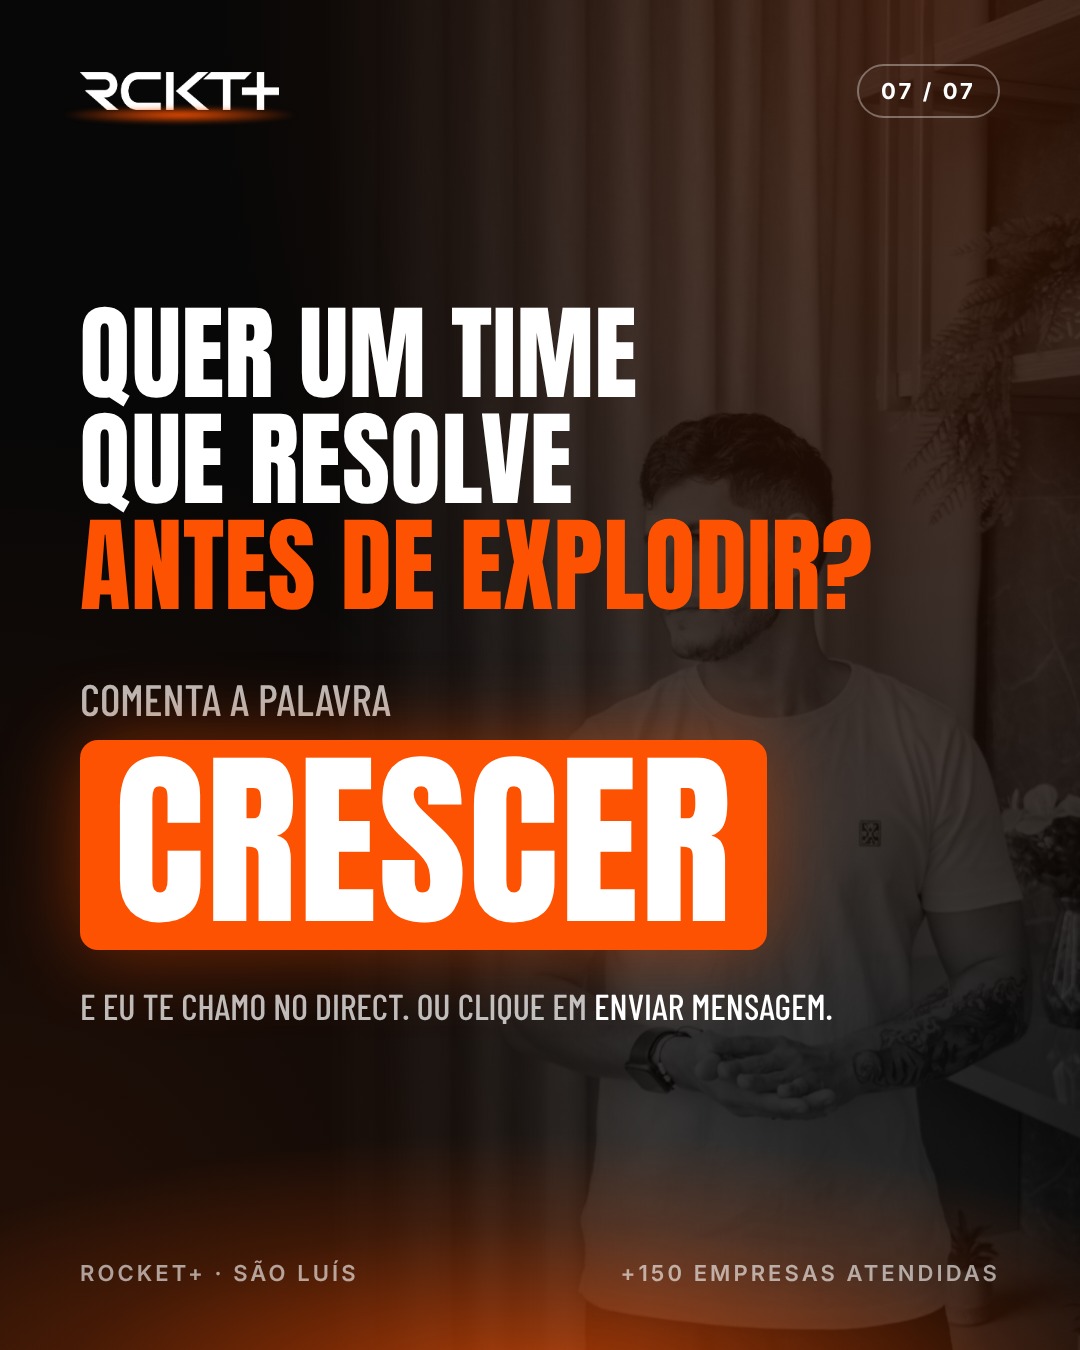 RCKT+
07 / 07
QUER UM TIME
QUE RESOLVE
ANTES DE EXPLODIR?
COMENTA A PALAVRA
CRESCER
E EU TE CHAMO NO DIRECT. OU CLIQUE EM ENVIAR MENSAGEM.
ROCKET+ · SÃO LUÍS
+150 EMPRESAS ATENDIDAS